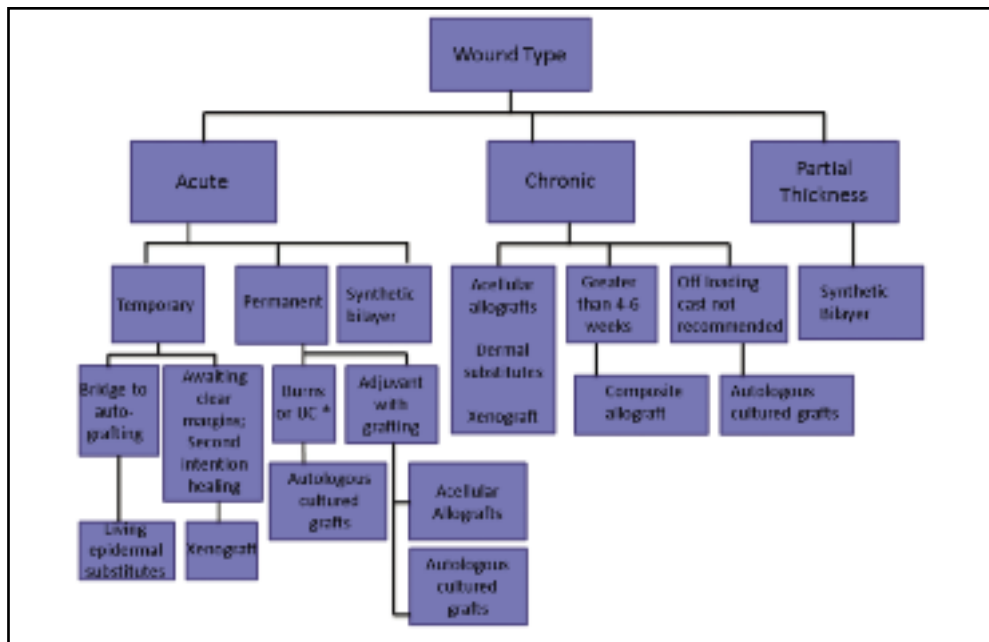 Wound Type
Acute
Chronic
Partial
Thickness
Temporary
Permanent
Synthetic
bilayer
Acellular
allografts
Dermal
substitutes
Xenograft
Greater
than 4-6
weeks
Off loading
cast not
recommended
Synthetic
Bilayer
Bridge to
auto-
grafting
Awaiting
clear
margins;
Second
intention
healing
Burns
or UC *
Adjuvant
with
grafting
Composite
allograft
Autologous
cultured grafts
Autologous
cultured
grafts
Acellular
Allografts
Living
epidermal
substitutes
Xenograft
Autologous
cultured
grafts